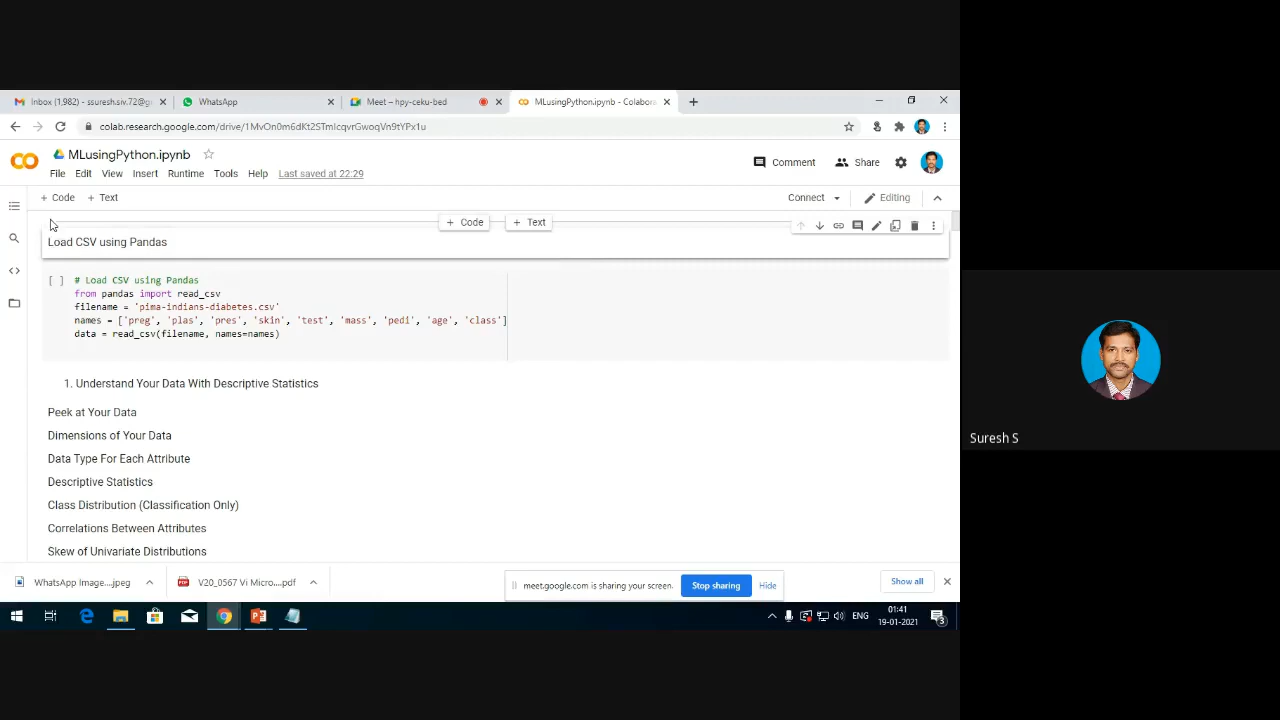 Inbox (1,982) - ssuresh.siv.72@g
WhatsApp
Meet – hpy-ceku-bed
MLusingPython.ipynb - Colabora
colab.research.google.com/drive/1MvOn0m6dKt2STmIcqvrGwoqVn9tYPx1u
MLusingPython.ipynb
Comment
Share
File Edit View Insert Runtime Tools Help Last saved at 22:29
+ Code + Text
Connect
Editing
+ Code + Text
Load CSV using Pandas
[ ] # Load CSV using Pandas
from pandas import read_csv
filename = 'pima-indians-diabetes.csv'
names = ['preg', 'plas', 'pres', 'skin', 'test', 'mass', 'pedi', 'age', 'class']
data = read_csv(filename, names=names)
1. Understand Your Data With Descriptive Statistics
Peek at Your Data
Dimensions of Your Data
Data Type For Each Attribute
Descriptive Statistics
Class Distribution (Classification Only)
Correlations Between Attributes
Skew of Univariate Distributions
Suresh S
WhatsApp Image....jpeg
V20_0567 Vi Micro....pdf
meet.google.com is sharing your screen.
Stop sharing
Hide
Show all
ENG
01:41
19-01-2021
3